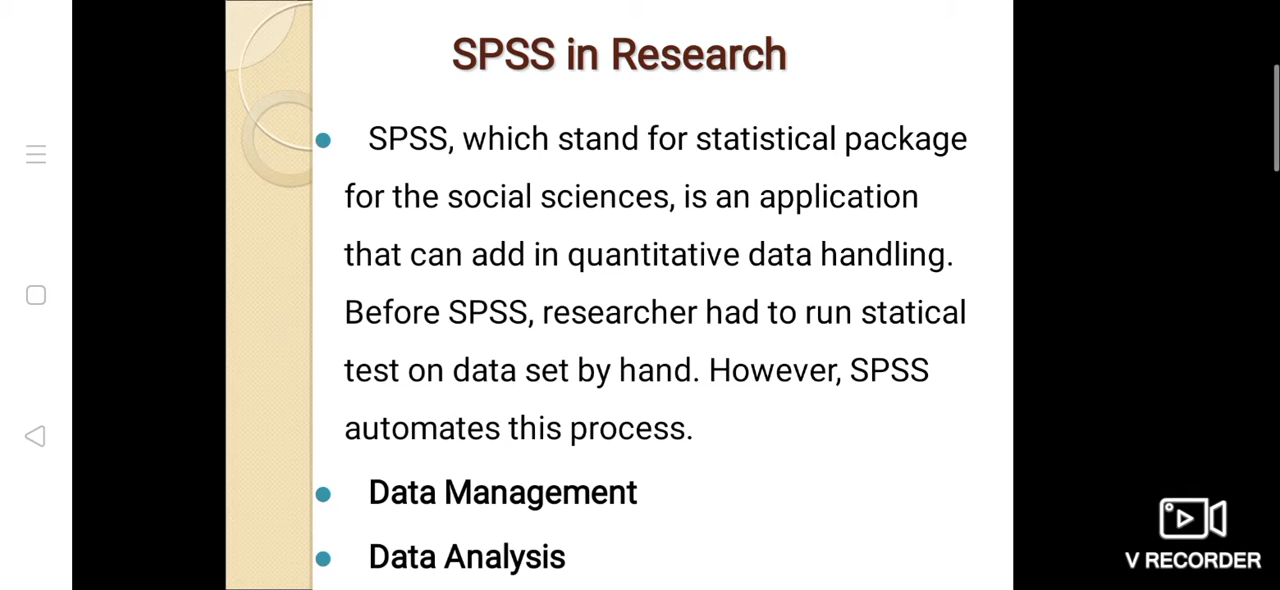 SPSS in Research
SPSS, which stand for statistical package
for the social sciences, is an application
that can add in quantitative data handling.
Before SPSS, researcher had to run statical
test on data set by hand. However, SPSS
automates this process.
Data Management
Data Analysis
V RECORDER